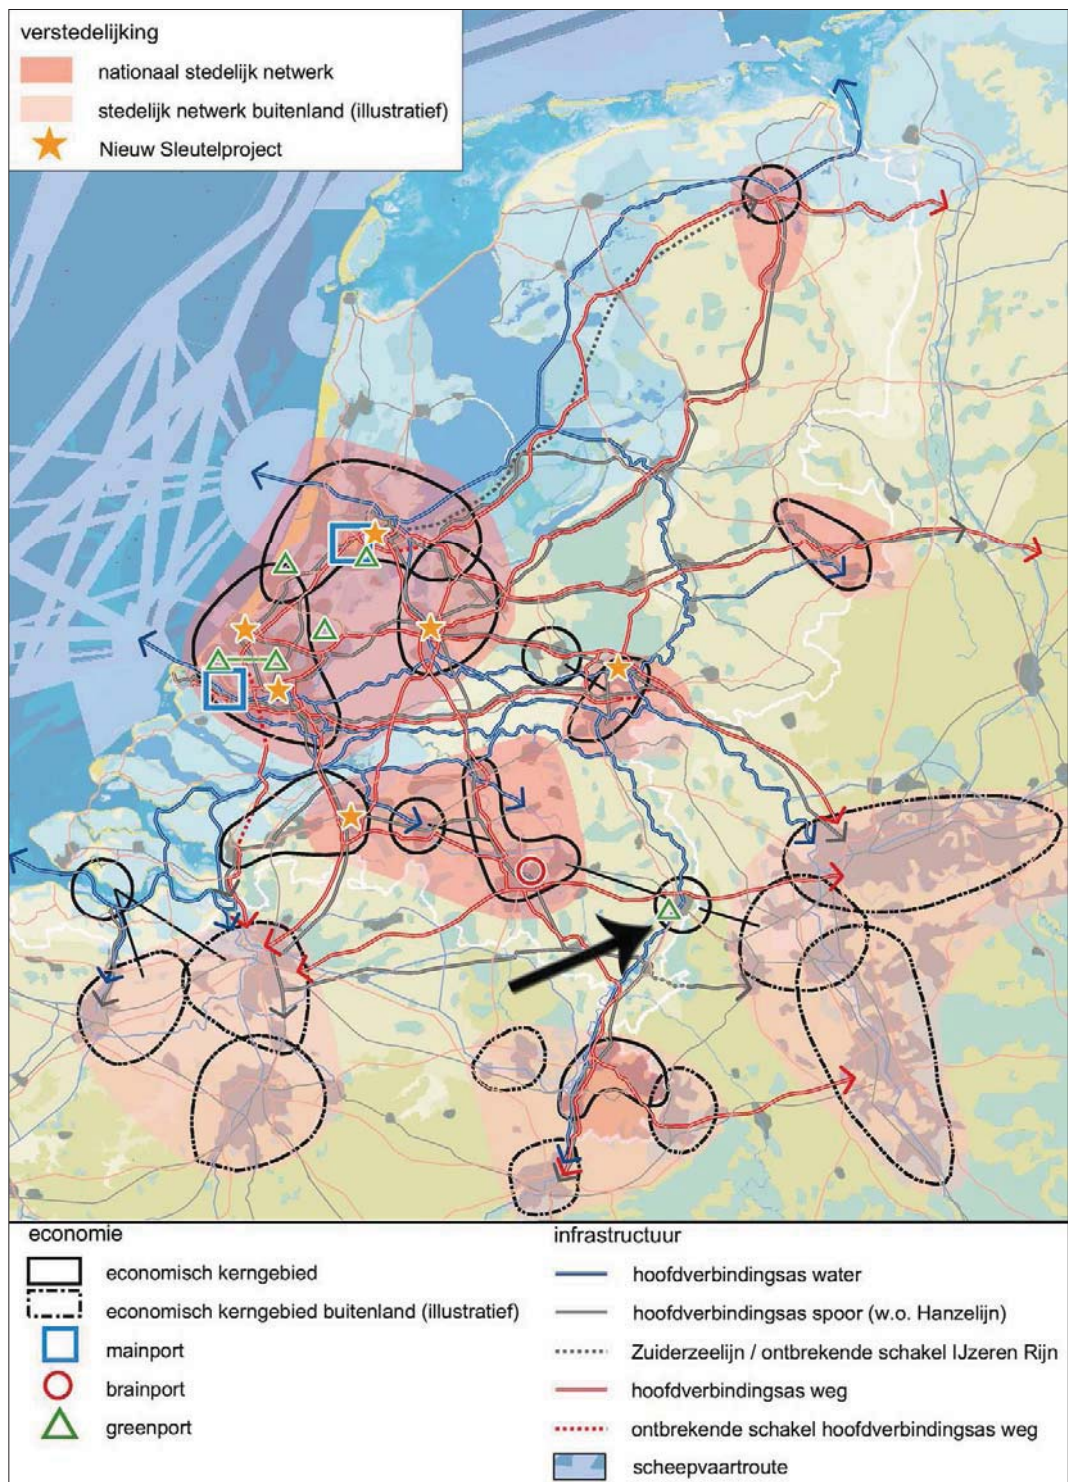 verstedelijking
nationaal stedelijk netwerk
stedelijk netwerk buitenland (illustratief)
Nieuw Sleutelproject
economie
economisch kerngebied
economisch kerngebied buitenland (illustratief)
mainport
brainport
greenport
infrastructuur
hoofdverbindingsas water
hoofdverbindingsas spoor (w.o. Hanzelijn)
Zuiderzeelijn / ontbrekende schakel IJzeren Rijn
hoofdverbindingsas weg
ontbrekende schakel hoofdverbindingsas weg
scheepvaartroute